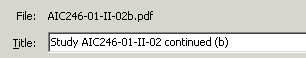 File: AIC246-01-II-02b.pdf
Title: Study AIC246-01-II-02 continued (b)